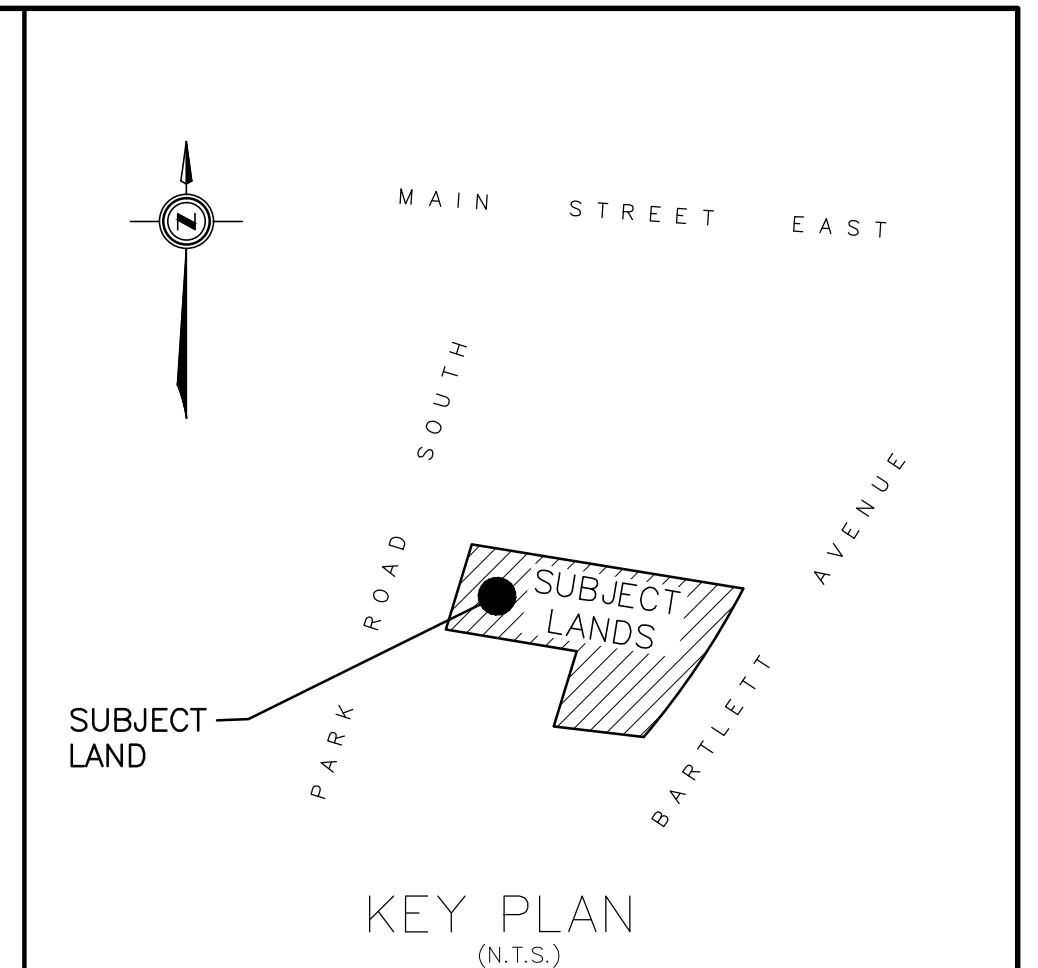 MAIN STREET EAST
N
PARK ROAD SOUTH
BARTLETT AVENUE
SUBJECT
LANDS
SUBJECT
LAND
KEY PLAN
(N.T.S.)